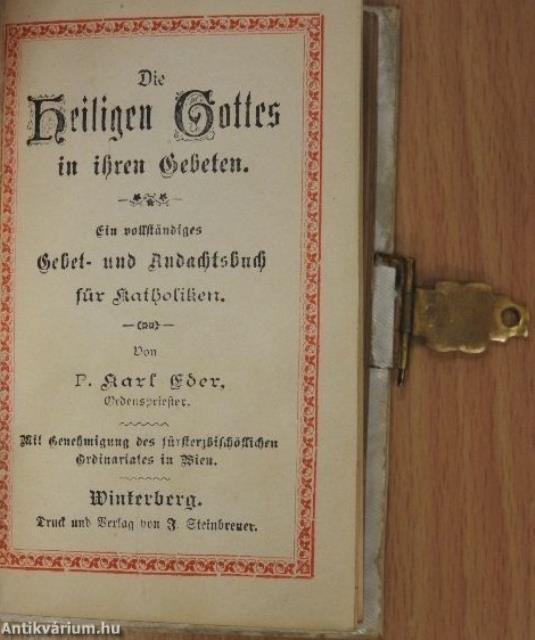 Die
Heiligen Gottes
in ihren Gebeten.
Ein vollständiges
Gebet- und Andachtsbuch
für Katholiken.
Von
P. Karl Eder,
Ordenspriester.
Mit Genehmigung des fürsterzbischöflichen
Ordinariates in Wien.
Winterberg.
Druck und Verlag von J. Steinbrener.
Antikvárium.hu